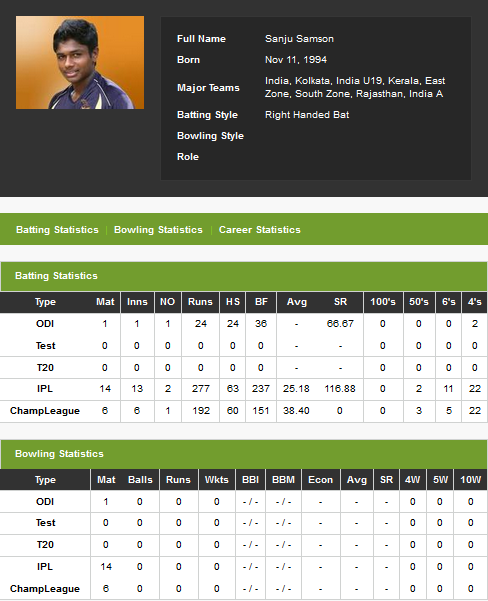 Full Name Sanju Samson
Born Nov 11, 1994
Major Teams India, Kolkata, India U19, Kerala, East
Zone, South Zone, Rajasthan, India A
Batting Style Right Handed Bat
Bowling Style
Role
Batting Statistics | Bowling Statistics | Career Statistics
Batting Statistics
Type Mat Inns NO Runs HS BF Avg SR 100's 50's 6's 4's
ODI 1 1 1 24 24 36 - 66.67 0 0 0 2
Test 0 0 0 0 0 0 - - 0 0 0 0
T20 0 0 0 0 0 0 - - 0 0 0 0
IPL 14 13 2 277 63 237 25.18 116.88 0 2 11 22
ChampLeague 6 6 1 192 60 151 38.40 0 0 3 5 22
Bowling Statistics
Type Mat Balls Runs Wkts BBI BBM Econ Avg SR 4W 5W 10W
ODI 1 0 0 0 - / - - / - - - - 0 0 0
Test 0 0 0 0 - / - - / - - - - 0 0 0
T20 0 0 0 0 - / - - / - - - - 0 0 0
IPL 14 0 0 0 - / - - / - - - - 0 0 0
ChampLeague 6 0 0 0 - / - - / - - - - 0 0 0